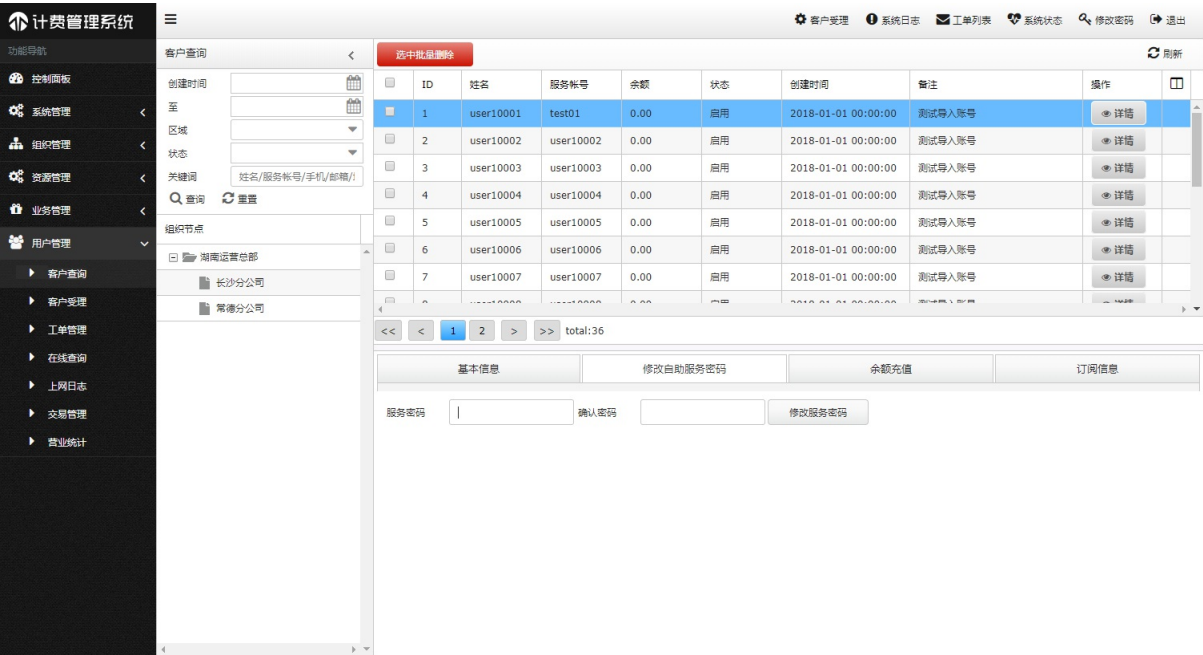 计费管理系统
客户受理 系统日志 工单列表 系统状态 修改密码 退出
功能导航
控制面板
系统管理
组织管理
资源管理
业务管理
用户管理
客户查询
客户受理
工单管理
在线查询
上网日志
交易管理
营业统计
客户查询
创建时间
至
区域
状态
关键词 姓名/服务帐号/手机/邮箱/
查询 重置
组织节点
湖南运营总部
长沙分公司
常德分公司
选中批量删除 刷新
ID 姓名 服务帐号 余额 状态 创建时间 备注 操作
1 user10001 test01 0.00 启用 2018-01-01 00:00:00 测试导入账号 详情
2 user10002 user10002 0.00 启用 2018-01-01 00:00:00 测试导入账号 详情
3 user10003 user10003 0.00 启用 2018-01-01 00:00:00 测试导入账号 详情
4 user10004 user10004 0.00 启用 2018-01-01 00:00:00 测试导入账号 详情
5 user10005 user10005 0.00 启用 2018-01-01 00:00:00 测试导入账号 详情
6 user10006 user10006 0.00 启用 2018-01-01 00:00:00 测试导入账号 详情
7 user10007 user10007 0.00 启用 2018-01-01 00:00:00 测试导入账号 详情
<< < 1 2 > >> total:36
基本信息 修改自助服务密码 余额充值 订阅信息
服务密码 确认密码 修改服务密码